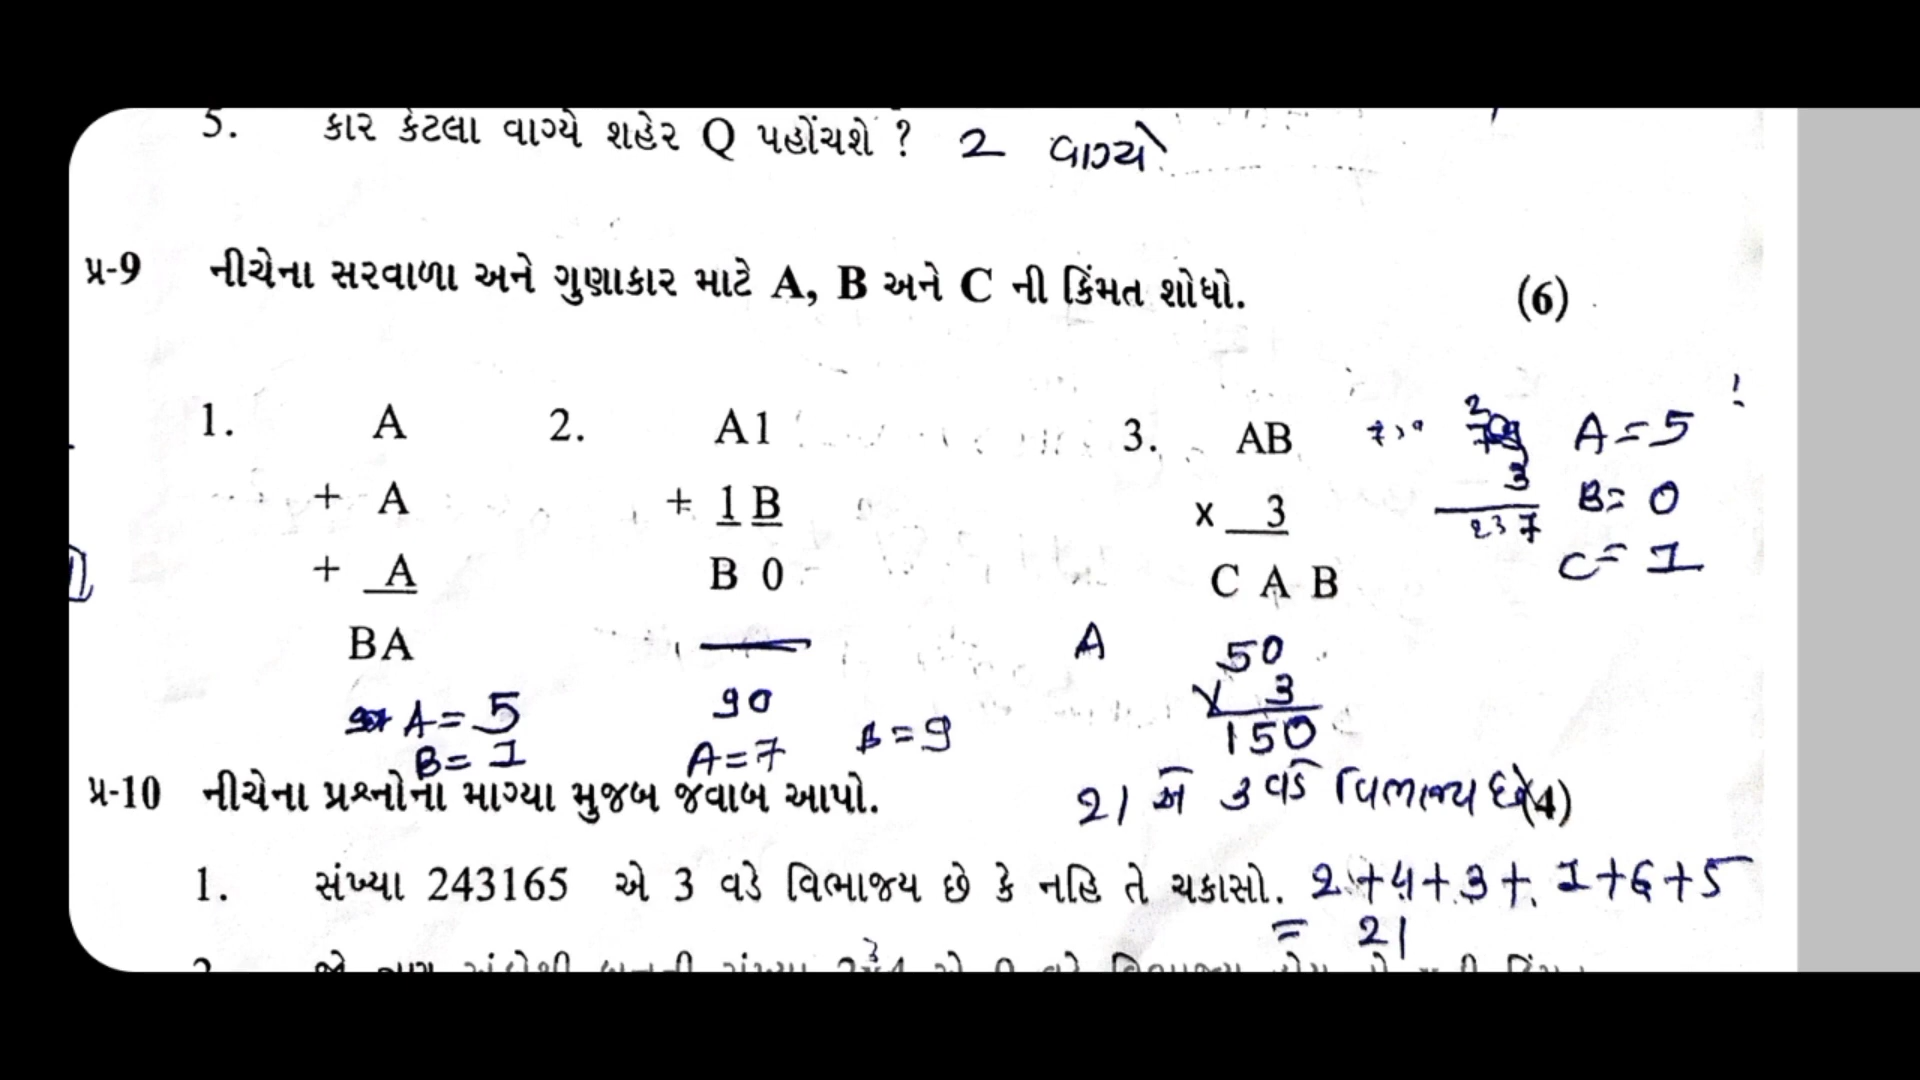 5. કાર કેટલા વાગ્યે શહેર Q પહોંચશે ? 2 વાગ્યે
પ્ર-9 નીચેના સરવાળા અને ગુણાકાર માટે A, B અને C ની કિંમત શોધો. (6)
1. A 2. A1 3. AB A=5
+ A + 1B x 3 3 B= 0
+ A B 0 C A B 237 C= 1
BA A 50
90 3
A= 5 B=9 150
B= 1 A=7
પ્ર-10 નીચેના પ્રશ્નોના માગ્યા મુજબ જવાબ આપો. 21 એ 3 વડે વિભાજ્ય છે (4)
1. સંખ્યા 243165 એ 3 વડે વિભાજ્ય છે કે નહિ તે ચકાસો. 2+4+3+1+6+5
= 21